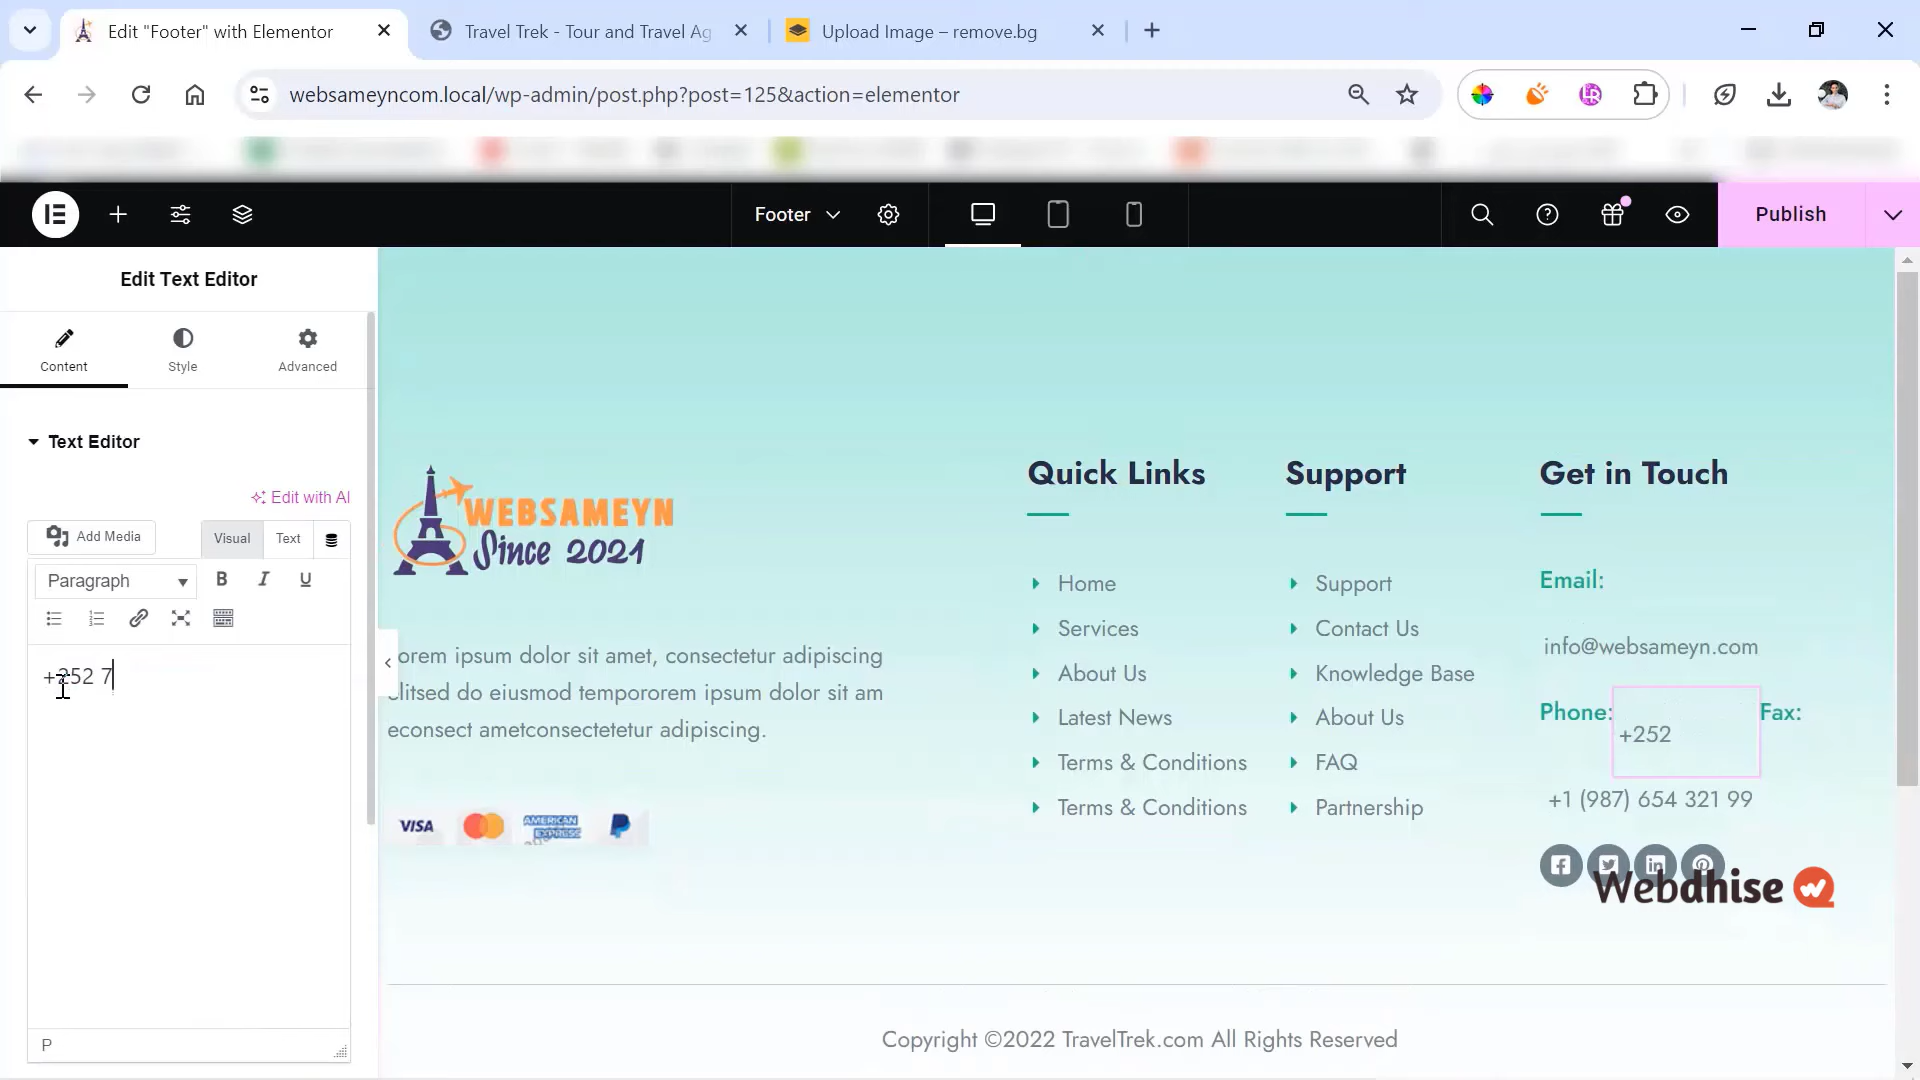 Edit "Footer" with Elementor
Travel Trek - Tour and Travel Ag
Upload Image – remove.bg
websameyncom.local/wp-admin/post.php?post=125&action=elementor
Footer
Publish
Edit Text Editor
Content
Style
Advanced
Text Editor
Edit with AI
Add Media
Visual
Text
Paragraph
B
I
U
+252 7
P
WEBSAMEYN
Since 2021
orem ipsum dolor sit amet, consectetur adipiscing
elitsed do eiusmod tempororem ipsum dolor sit am
econsect ametconsectetetur adipiscing.
VISA
AMERICAN
EXPRESS
Quick Links
Home
Services
About Us
Latest News
Terms & Conditions
Terms & Conditions
Support
Support
Contact Us
Knowledge Base
About Us
FAQ
Partnership
Get in Touch
Email:
info@websameyn.com
Phone:
+252
Fax:
+1 (987) 654 321 99
Webdhise
Copyright ©2022 TravelTrek.com All Rights Reserved